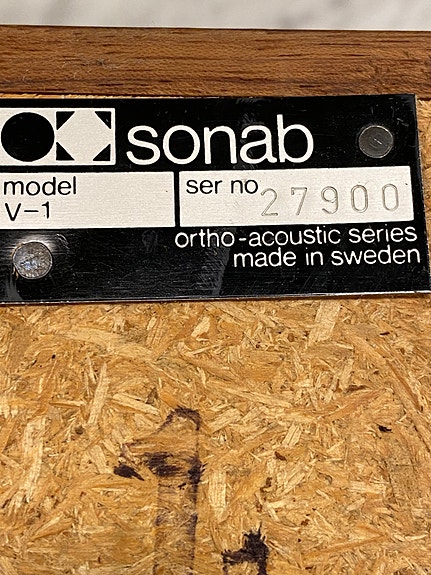 sonab
model
V-1
ser no 27900
ortho-acoustic series
made in sweden